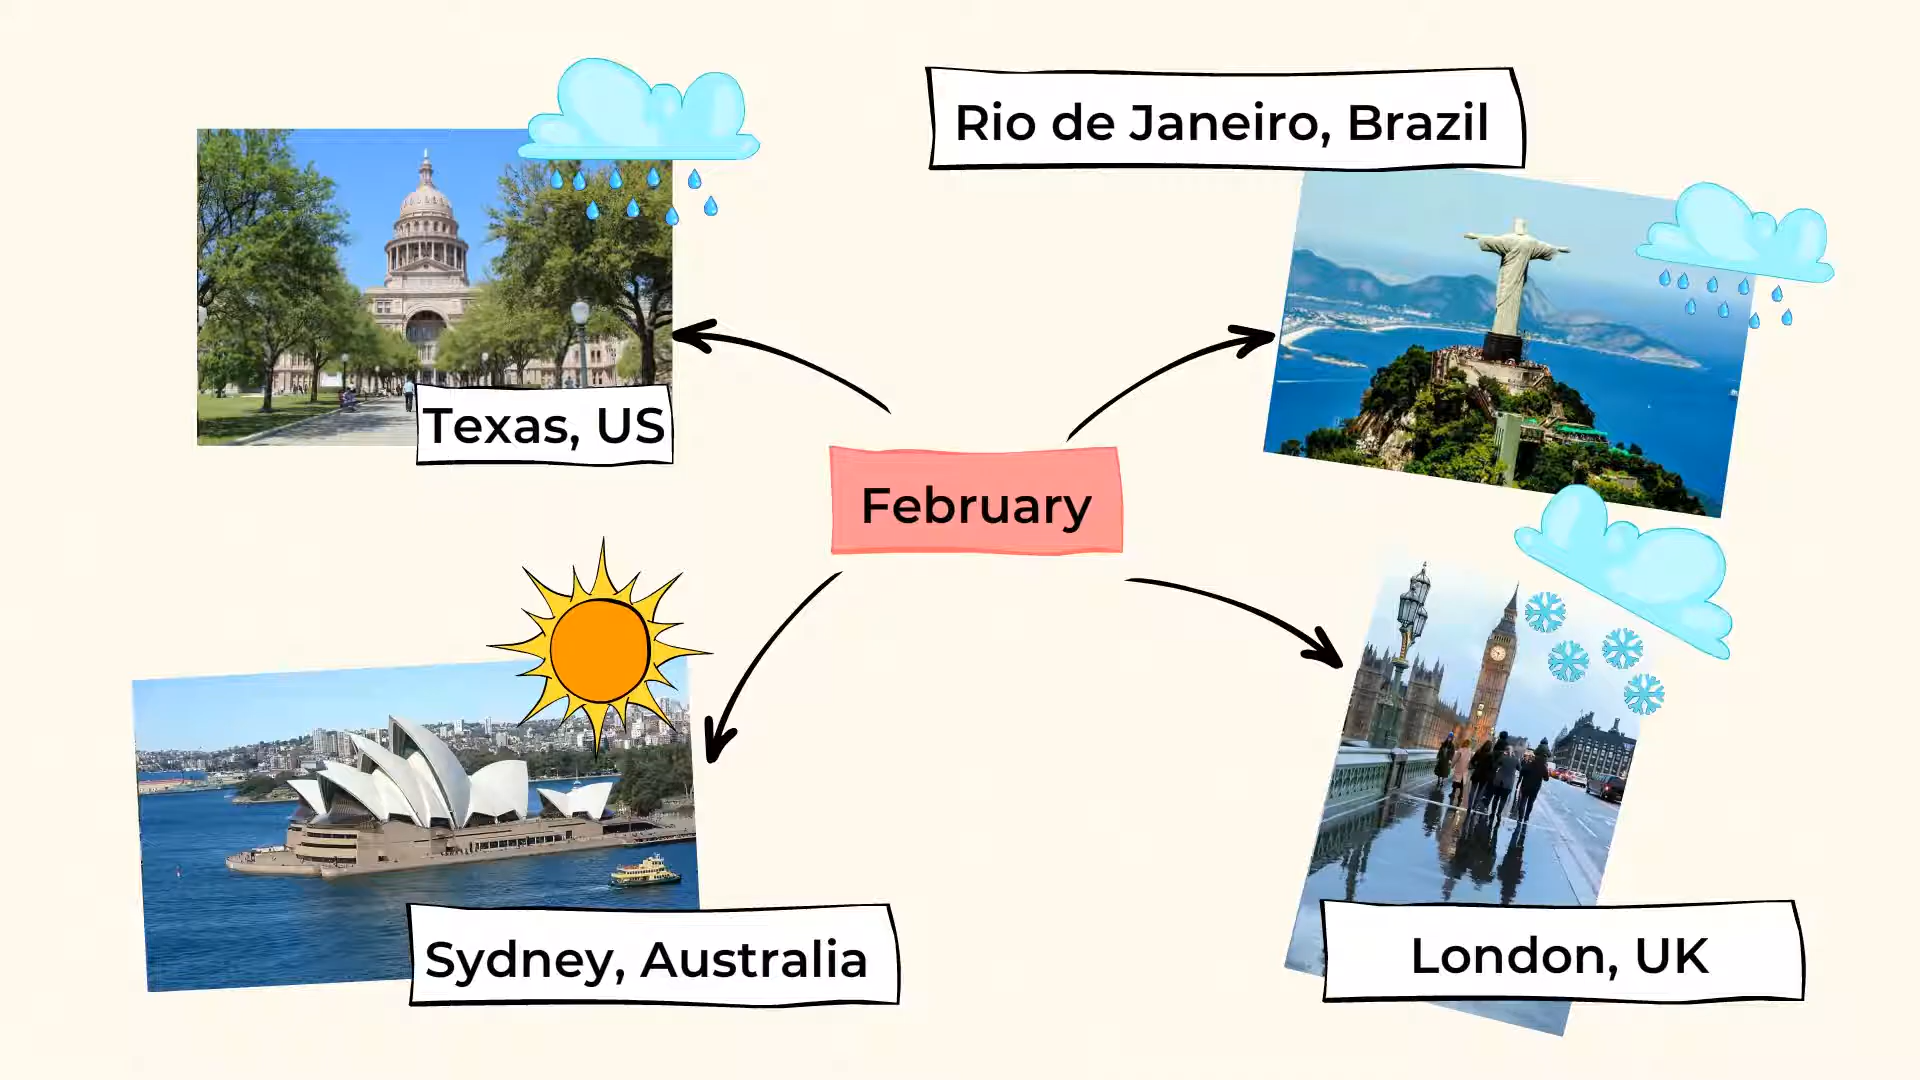 Rio de Janeiro, Brazil
Texas, US
February
Sydney, Australia
London, UK